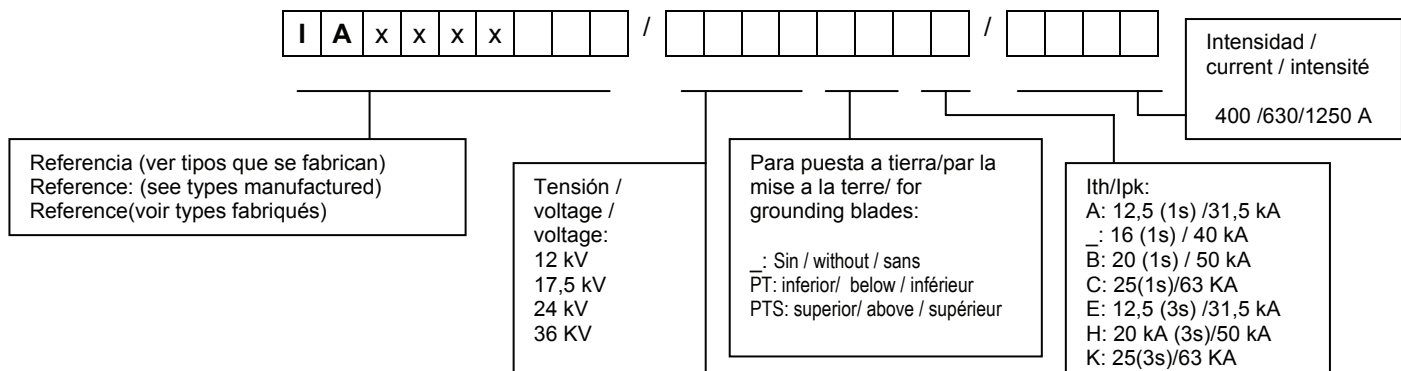 I A x x x x / /
Intensidad /
current / intensité
400 /630/1250 A
Referencia (ver tipos que se fabrican)
Reference: (see types manufactured)
Reference(voir types fabriqués)
Tensión /
voltage /
voltage:
12 kV
17,5 kV
24 kV
36 KV
Para puesta a tierra/par la
mise a la terre/ for
grounding blades:
_: Sin / without / sans
PT: inferior/ below / inférieur
PTS: superior/ above / supérieur
Ith/Ipk:
A: 12,5 (1s) /31,5 kA
_: 16 (1s) / 40 kA
B: 20 (1s) / 50 kA
C: 25(1s)/63 KA
E: 12,5 (3s) /31,5 kA
H: 20 kA (3s)/50 kA
K: 25(3s)/63 KA